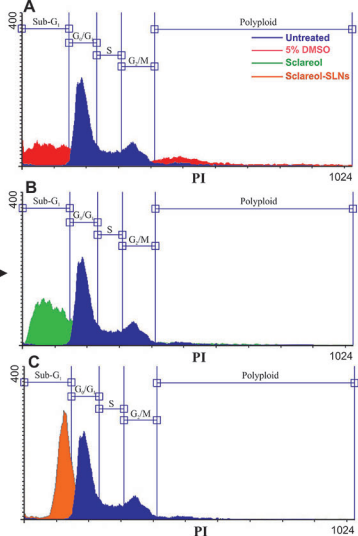 A
400
Sub-G₁
G₀/G₁
S
G₂/M
Polyploid
Untreated
5% DMSO
Sclareol
Sclareol-SLNs
PI
1024
B
400
Sub-G₁
G₀/G₁
S
G₂/M
Polyploid
PI
1024
C
400
Sub-G₁
G₀/G₁
S
G₂/M
Polyploid
PI
1024